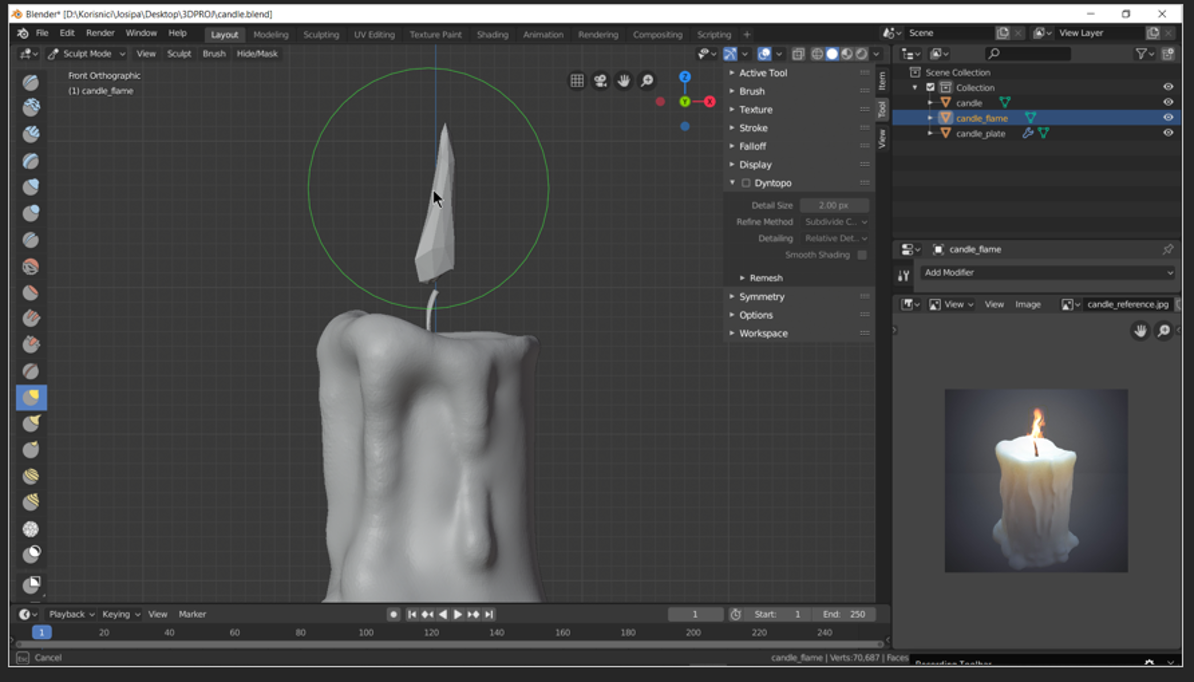 Blender* [D:\Korisnici\Josipa\Desktop\3DPROJ\candle.blend]
File Edit Render Window Help Layout Modeling Sculpting UV Editing Texture Paint Shading Animation Rendering Compositing Scripting + Scene View Layer
Sculpt Mode View Sculpt Brush Hide/Mask
Front Orthographic
(1) candle_flame
Z
Y
X
Active Tool
Brush
Texture
Stroke
Falloff
Display
Dyntopo
Detail Size 2.00 px
Refine Method Subdivide C...
Detailing Relative Det...
Smooth Shading
Remesh
Symmetry
Options
Workspace
Item
Tool
View
Scene Collection
Collection
candle
candle_flame
candle_plate
candle_flame
Add Modifier
View View Image candle_reference.jpg
Playback Keying View Marker 1 Start: 1 End: 250
1 20 40 60 80 100 120 140 160 180 200 220 240
Esc Cancel candle_flame | Verts:70,687 | Faces